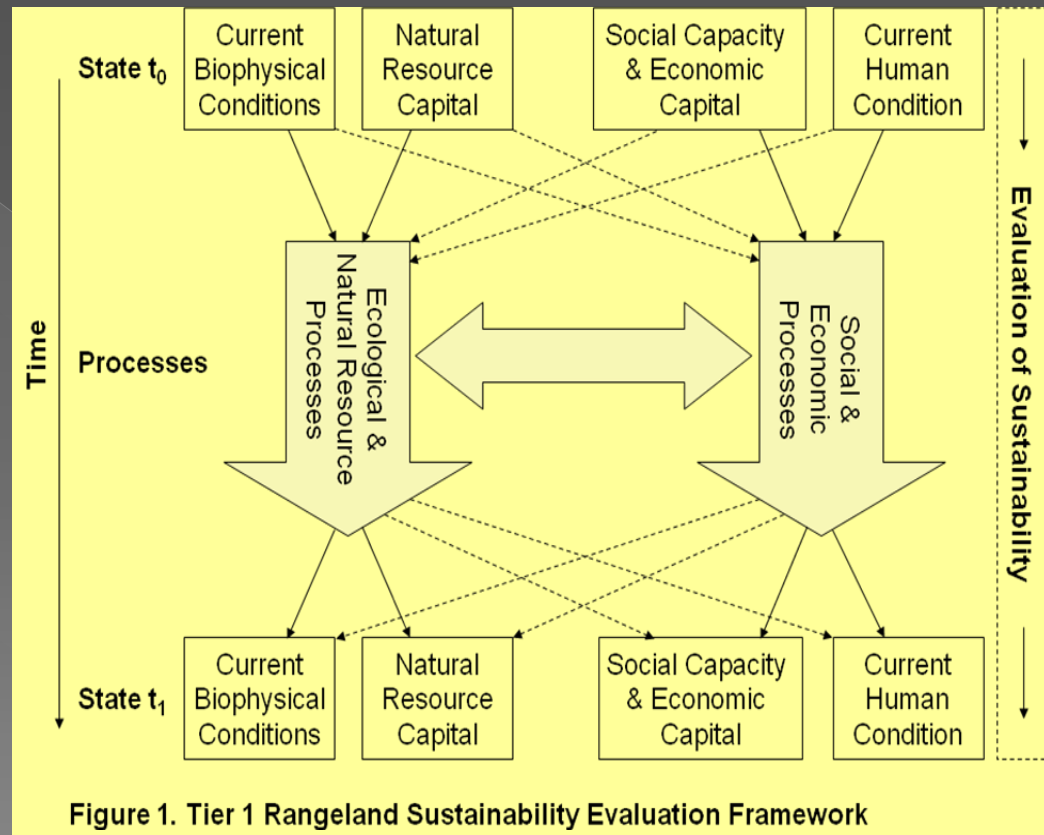 Current
Biophysical
Conditions
Natural
Resource
Capital
Social Capacity
& Economic
Capital
Current
Human
Condition
State t₀
Time
Processes
Ecological &
Natural Resource
Processes
Social &
Economic
Processes
Evaluation of Sustainability
State t₁
Current
Biophysical
Conditions
Natural
Resource
Capital
Social Capacity
& Economic
Capital
Current
Human
Condition
Figure 1. Tier 1 Rangeland Sustainability Evaluation Framework